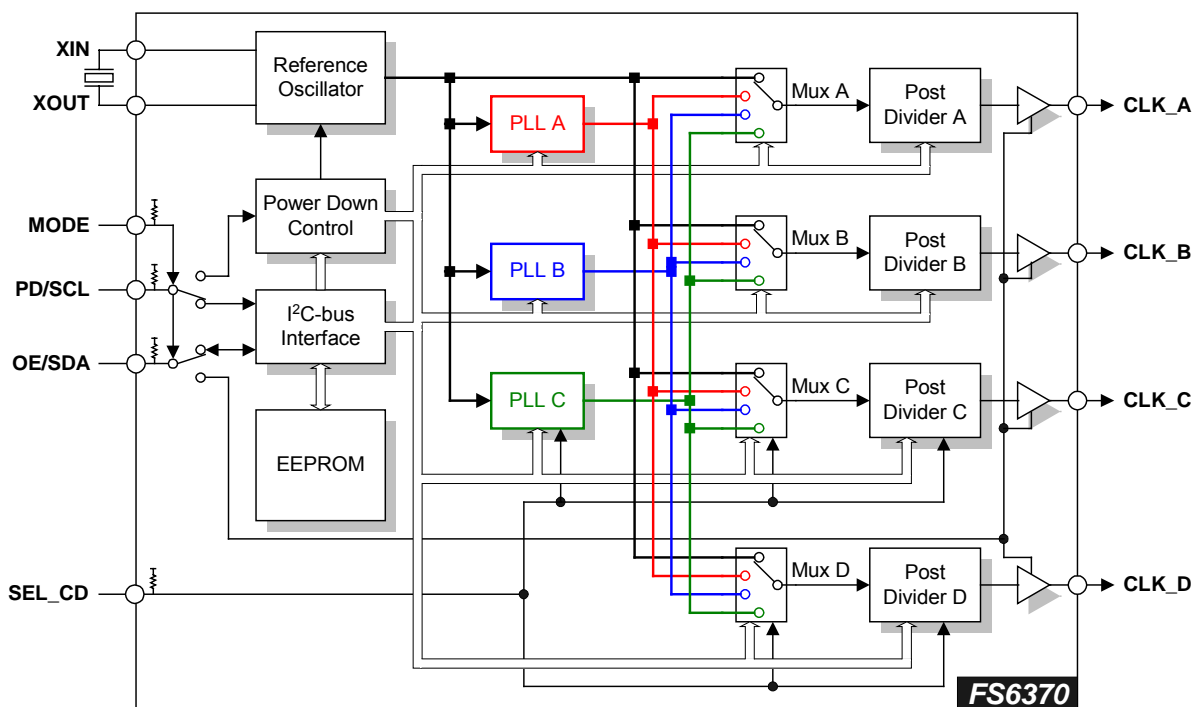 XIN
XOUT
MODE
PD/SCL
OE/SDA
SEL_CD
Reference
Oscillator
Power Down
Control
I²C-bus
Interface
EEPROM
PLL A
PLL B
PLL C
Mux A
Mux B
Mux C
Mux D
Post
Divider A
Post
Divider B
Post
Divider C
Post
Divider D
CLK_A
CLK_B
CLK_C
CLK_D
FS6370